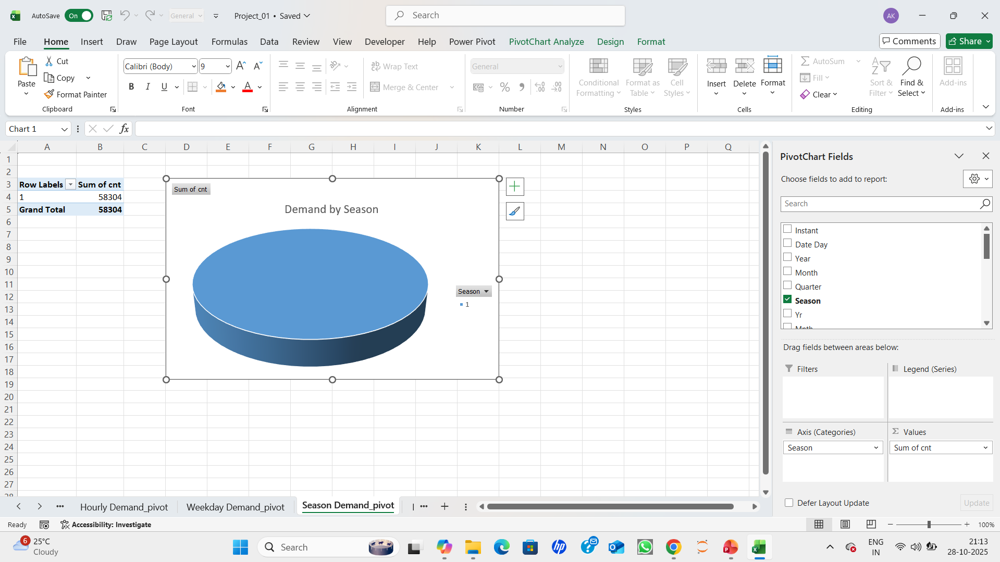 AutoSave On General Project_01 • Saved Search AK
File Home Insert Draw Page Layout Formulas Data Review View Developer Help Power Pivot PivotChart Analyze Design Format Comments Share
Paste Cut Copy Format Painter Clipboard
Calibri (Body) 9 A A B I U A Font
ab Wrap Text Merge & Center Alignment
General % Number
Conditional Formatting Format as Table Cell Styles Styles
Insert Delete Format Cells
AutoSum Fill Clear Sort & Filter Find & Select Editing
Add-ins Add-ins
Chart 1 fx
A B C D E F G H I J K L M N O P Q
1
2
3 Row Labels Sum of cnt
4 1 58304
5 Grand Total 58304
6
7
8
9
10
11
12
13
14
15
16
17
18
19
20
21
22
23
24
25
26
27
28
Sum of cnt
Demand by Season
Season
1
PivotChart Fields
Choose fields to add to report:
Search
Instant
Date Day
Year
Month
Quarter
Season
Yr
Mnth
Drag fields between areas below:
Filters Legend (Series)
Axis (Categories) Σ Values
Season Sum of cnt
Defer Layout Update Update
Hourly Demand_pivot Weekday Demand_pivot Season Demand_pivot
Ready Accessibility: Investigate 100%
6 25°C
Cloudy
Search
ENG
IN
21:13
28-10-2025